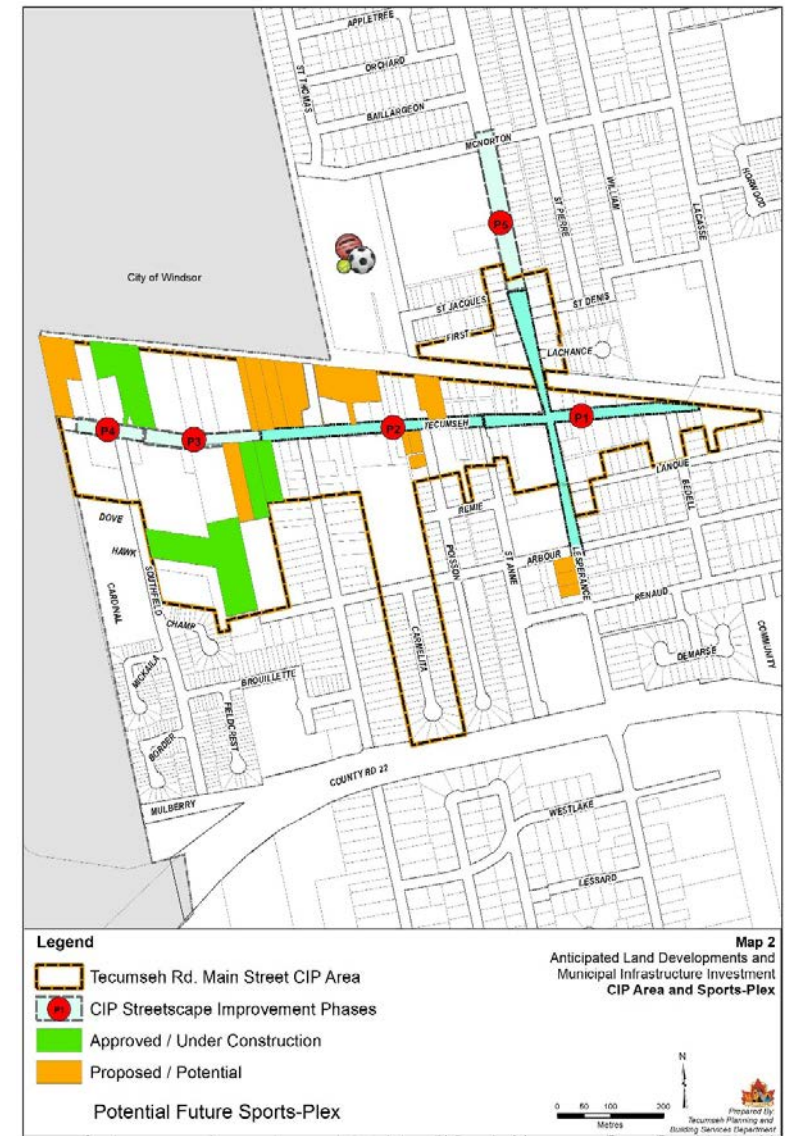 APPLETREE
ST THOMAS
ORCHARD
BAILLARGEON
MCNORTON
HORWOOD
WILLIAM
LACASSE
ST PIERRE
P5
City of Windsor
ST JACQUES
ST DENIS
FIRST
LACHANCE
P4
P3
P2
TECUMSEH
P1
LANOUE
BEDELL
REMIE
DOVE
HAWK
POISSON
ST ANNE
ARBOUR
LESPERANCE
SOUTHFIELD
CARDINAL
RENAUD
CHAMP
CARMELITA
COMMUNITY
DEMARSE
MICKAILA
BROUILLETTE
FIELDCREST
BORDER
COUNTY RD 22
MULBERRY
WESTLAKE
LESSARD
Legend
Tecumseh Rd. Main Street CIP Area
P1
CIP Streetscape Improvement Phases
Approved / Under Construction
Proposed / Potential
Potential Future Sports-Plex
Map 2
Anticipated Land Developments and
Municipal Infrastructure Investment
CIP Area and Sports-Plex
N
0 50 100 200
Metres
Prepared By:
Tecumseh Planning and
Building Services Department